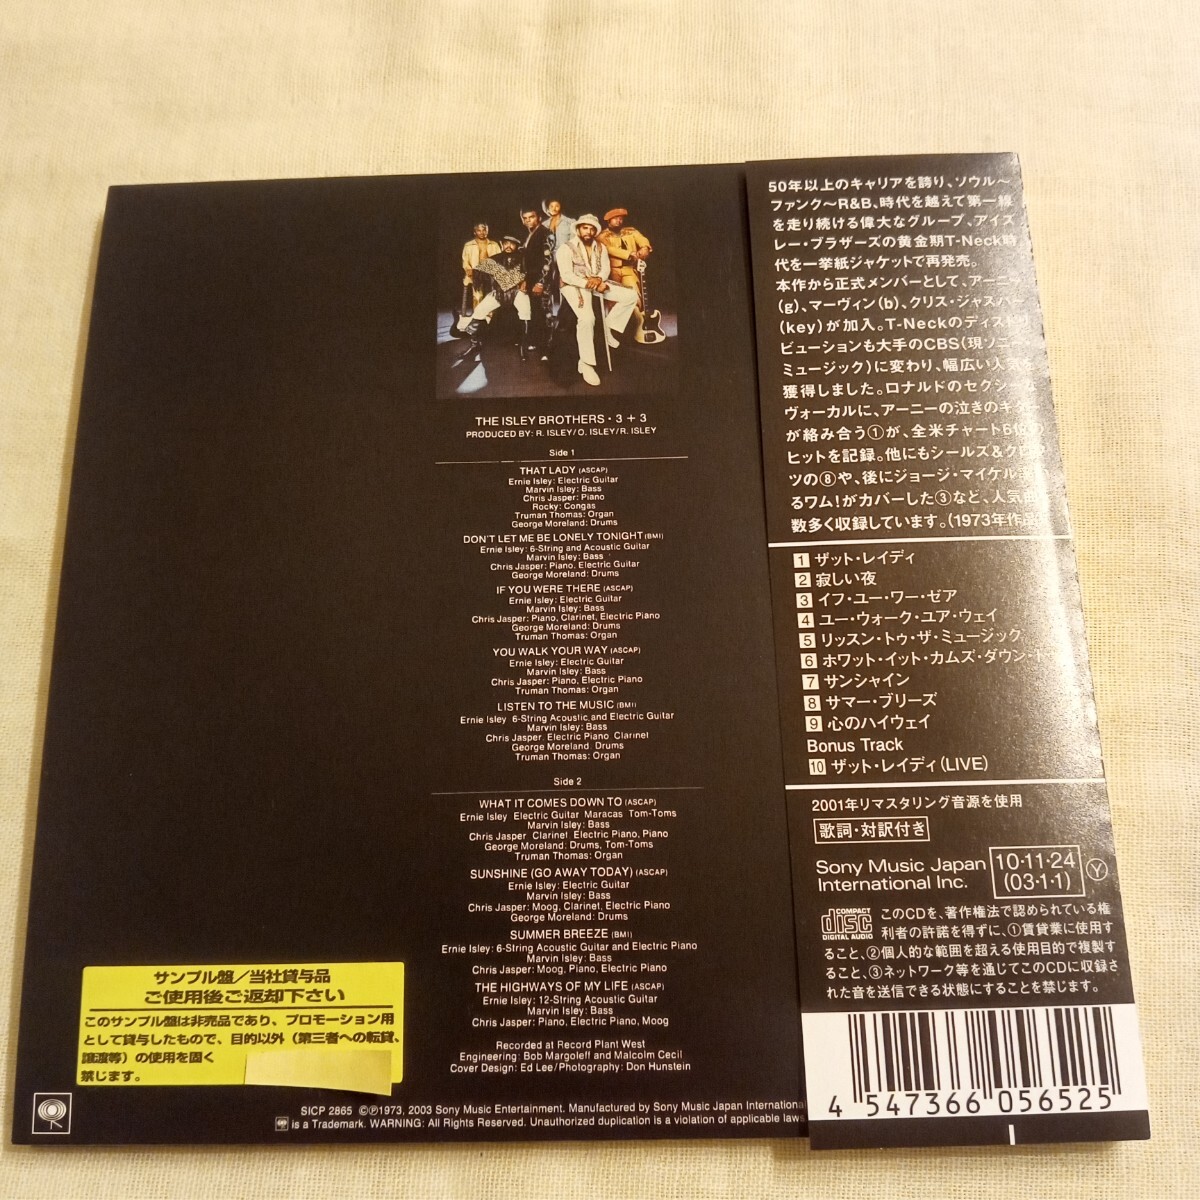 THE ISLEY BROTHERS · 3 + 3
PRODUCED BY: R. ISLEY/O. ISLEY/R. ISLEY
Side 1
THAT LADY (ASCAP)
Ernie Isley: Electric Guitar
Marvin Isley: Bass
Chris Jasper: Piano
Rocky: Congas
Truman Thomas: Organ
George Moreland: Drums
DON'T LET ME BE LONELY TONIGHT (BMI)
Ernie Isley: 6-String and Acoustic Guitar
Marvin Isley: Bass
Chris Jasper: Piano, Electric Guitar
George Moreland: Drums
IF YOU WERE THERE (ASCAP)
Ernie Isley: Electric Guitar
Marvin Isley: Bass
Chris Jasper: Piano, Clarinet, Electric Piano
George Moreland: Drums
Truman Thomas: Organ
YOU WALK YOUR WAY (ASCAP)
Ernie Isley: Electric Guitar
Marvin Isley: Bass
Chris Jasper: Piano, Electric Piano
Truman Thomas: Organ
LISTEN TO THE MUSIC (BMI)
Ernie Isley 6-String Acoustic and Electric Guitar
Marvin Isley: Bass
Chris Jasper. Electric Piano Clarinet
George Moreland Drums
Truman Thomas: Organ
Side 2
WHAT IT COMES DOWN TO (ASCAP)
Ernie Isley Electric Guitar Maracas Tom-Toms
Marvin Isley: Bass
Chris Jasper Clarinet Electric Piano, Piano
George Moreland: Drums, Tom-Toms
Truman Thomas: Organ
SUNSHINE (GO AWAY TODAY) (ASCAP)
Ernie Isley: Electric Guitar
Marvin Isley: Bass
Chris Jasper: Moog, Clarinet, Electric Piano
George Moreland: Drums
SUMMER BREEZE (BMI)
Ernie Isley: 6-String Acoustic Guitar and Electric Piano
Marvin Isley: Bass
Chris Jasper: Moog, Piano, Electric Piano
THE HIGHWAYS OF MY LIFE (ASCAP)
Ernie Isley: 12-String Acoustic Guitar
Marvin Isley: Bass
Chris Jasper: Piano, Electric Piano, Moog
Recorded at Record Plant West
Engineering: Bob Margoleff and Malcolm Cecil
Cover Design: Ed Lee/Photography: Don Hunstein
SICP 2865 ©Ⓟ1973, 2003 Sony Music Entertainment. Manufactured by Sony Music Japan International
is a Trademark. WARNING: All Rights Reserved. Unauthorized duplication is a violation of applicable laws
サンプル盤/当社貸与品
ご使用後ご返却下さい
このサンプル盤は非売品であり、プロモーション用
として貸与したもので、目的以外(第三者への転貸、
譲渡等)の使用を固く
禁じます。
50年以上のキャリアを誇り、ソウル〜
ファンク〜R&B、時代を越えて第一線
を走り続ける偉大なグループ、アイズ
レー・ブラザーズの黄金期T-Neck時
代を一挙紙ジャケットで再発売。
本作から正式メンバーとして、アーニー
(g)、マーヴィン(b)、クリス・ジャスパー
(key)が加入。T-Neckのディストリ
ビューションも大手のCBS(現ソニー・
ミュージック)に変わり、幅広い人気を
獲得しました。ロナルドのセクシーな
ヴォーカルに、アーニーの泣きのギター
が絡み合う①が、全米チャート6位の
ヒットを記録。他にもシールズ&クロフ
ツの⑧や、後にジョージ・マイケル率い
るワム!がカバーした③など、人気曲
数多く収録しています。(1973年作品)
1 ザット・レイディ
2 寂しい夜
3 イフ・ユー・ワー・ゼア
4 ユー・ウォーク・ユア・ウェイ
5 リッスン・トゥ・ザ・ミュージック
6 ホワット・イット・カムズ・ダウン・トゥ
7 サンシャイン
8 サマー・ブリーズ
9 心のハイウェイ
Bonus Track
10 ザット・レイディ(LIVE)
2001年リマスタリング音源を使用
歌詞・対訳付き
Sony Music Japan
International Inc.
10·11·24
(03·1·1)
Y
COMPACT
disc
DIGITAL AUDIO
このCDを、著作権法で認められている権
利者の許諾を得ずに、①賃貸業に使用す
ること、②個人的な範囲を超える使用目的で複製す
ること、③ネットワーク等を通じてこのCDに収録さ
れた音を送信できる状態にすることを禁じます。
4 547366 056525